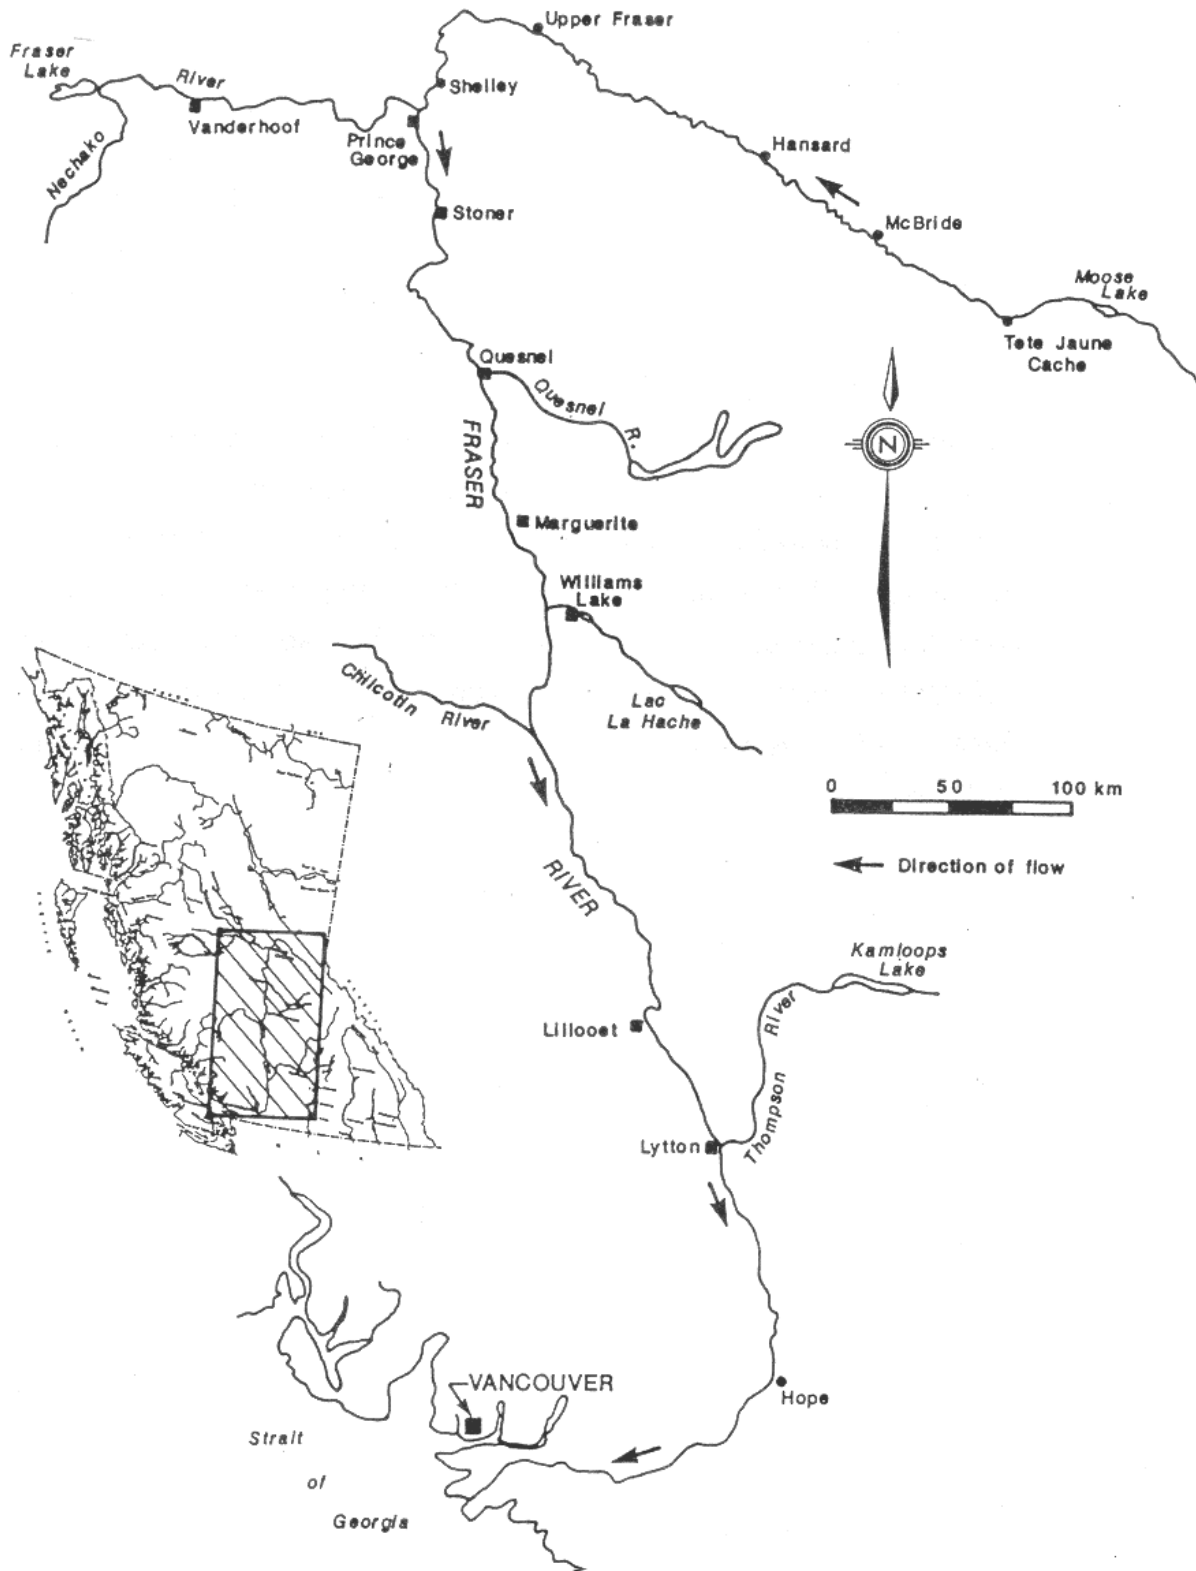 Upper Fraser
Fraser
Lake
River
Shelley
Vanderhoof
Prince
George
Nechako
Hansard
Stoner
McBride
Moose
Lake
Tete Jaune
Cache
Quesnel
Quesnel R.
N
FRASER
Marguerite
Williams
Lake
Chilcotin River
Lac
La Hache
0 50 100 km
Direction of flow
RIVER
Kamloops
Lake
Lillooet
Thompson River
Lytton
VANCOUVER
Hope
Strait
of
Georgia